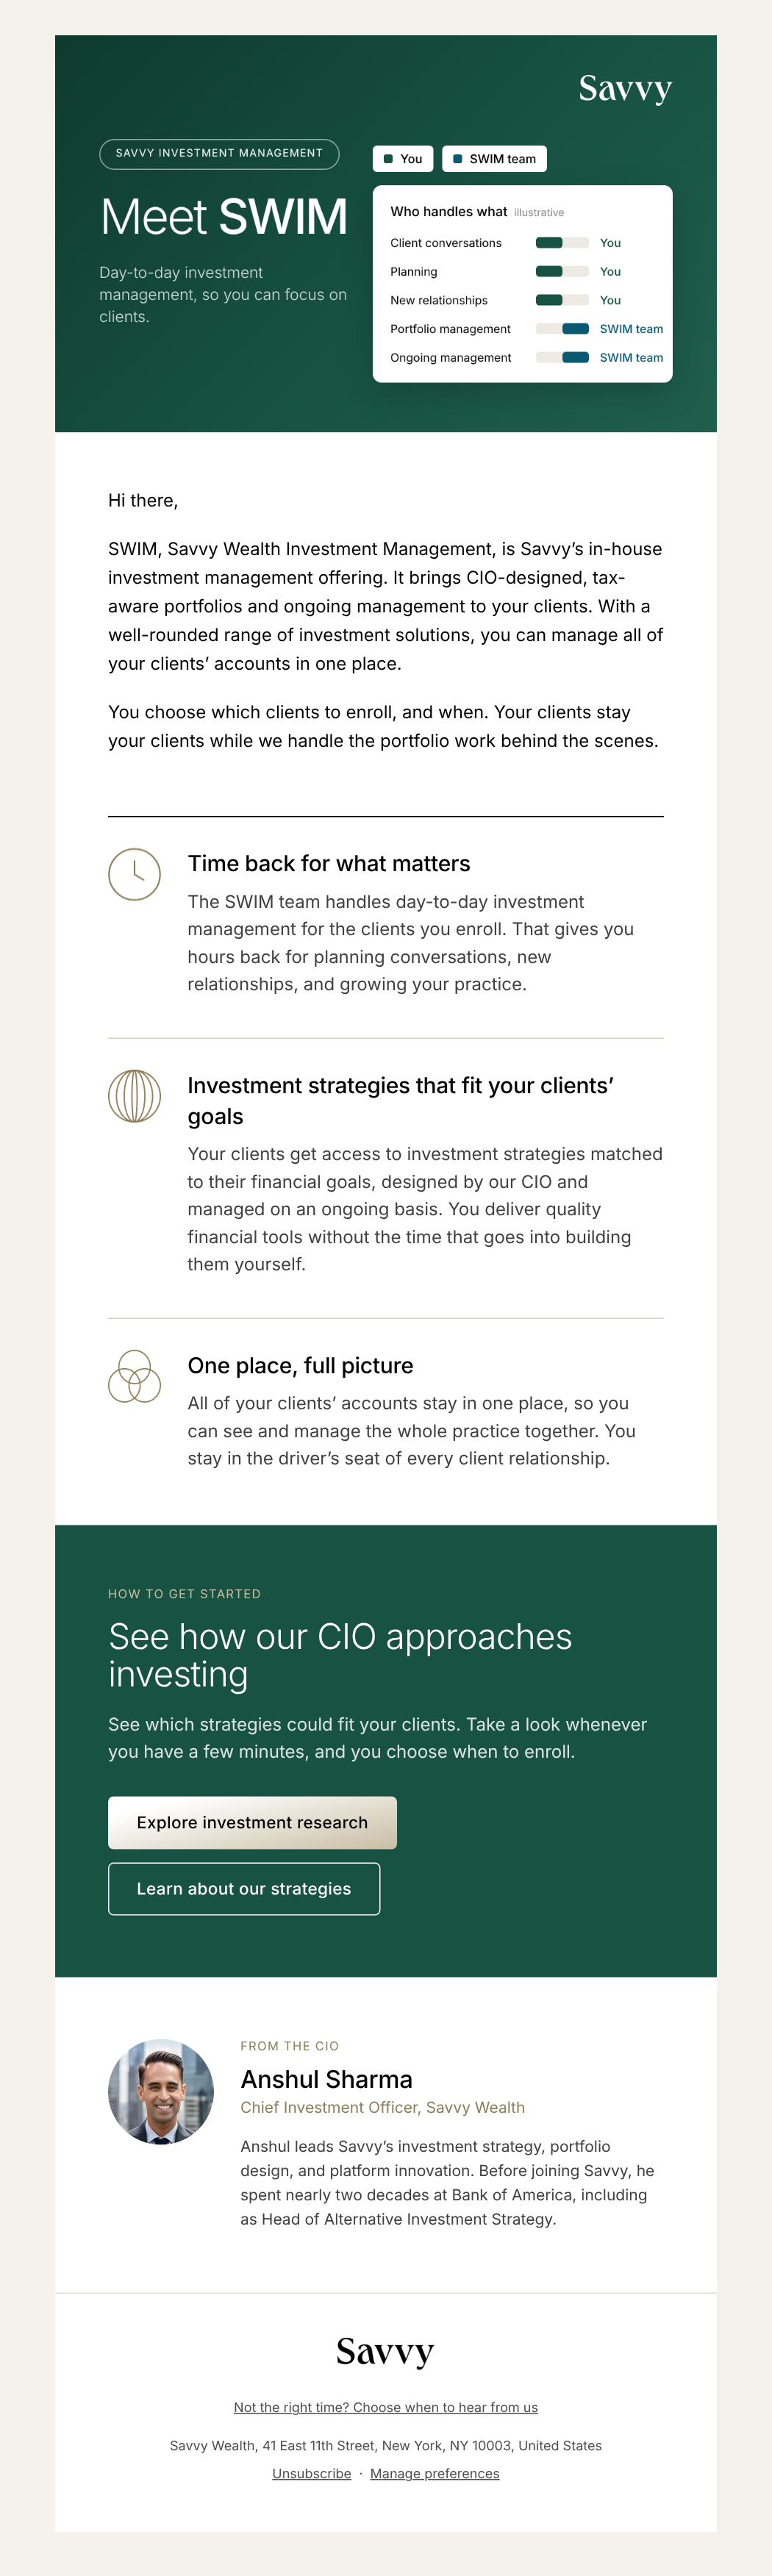 Savvy
SAVVY INVESTMENT MANAGEMENT
Meet SWIM
Day-to-day investment
management, so you can focus on
clients.
You
SWIM team
Who handles what illustrative
Client conversations You
Planning You
New relationships You
Portfolio management SWIM team
Ongoing management SWIM team
Hi there,
SWIM, Savvy Wealth Investment Management, is Savvy’s in-house
investment management offering. It brings CIO-designed, tax-
aware portfolios and ongoing management to your clients. With a
well-rounded range of investment solutions, you can manage all of
your clients’ accounts in one place.
You choose which clients to enroll, and when. Your clients stay
your clients while we handle the portfolio work behind the scenes.
Time back for what matters
The SWIM team handles day-to-day investment
management for the clients you enroll. That gives you
hours back for planning conversations, new
relationships, and growing your practice.
Investment strategies that fit your clients’
goals
Your clients get access to investment strategies matched
to their financial goals, designed by our CIO and
managed on an ongoing basis. You deliver quality
financial tools without the time that goes into building
them yourself.
One place, full picture
All of your clients’ accounts stay in one place, so you
can see and manage the whole practice together. You
stay in the driver’s seat of every client relationship.
HOW TO GET STARTED
See how our CIO approaches
investing
See which strategies could fit your clients. Take a look whenever
you have a few minutes, and you choose when to enroll.
Explore investment research
Learn about our strategies
FROM THE CIO
Anshul Sharma
Chief Investment Officer, Savvy Wealth
Anshul leads Savvy’s investment strategy, portfolio
design, and platform innovation. Before joining Savvy, he
spent nearly two decades at Bank of America, including
as Head of Alternative Investment Strategy.
Savvy
Not the right time? Choose when to hear from us
Savvy Wealth, 41 East 11th Street, New York, NY 10003, United States
Unsubscribe · Manage preferences